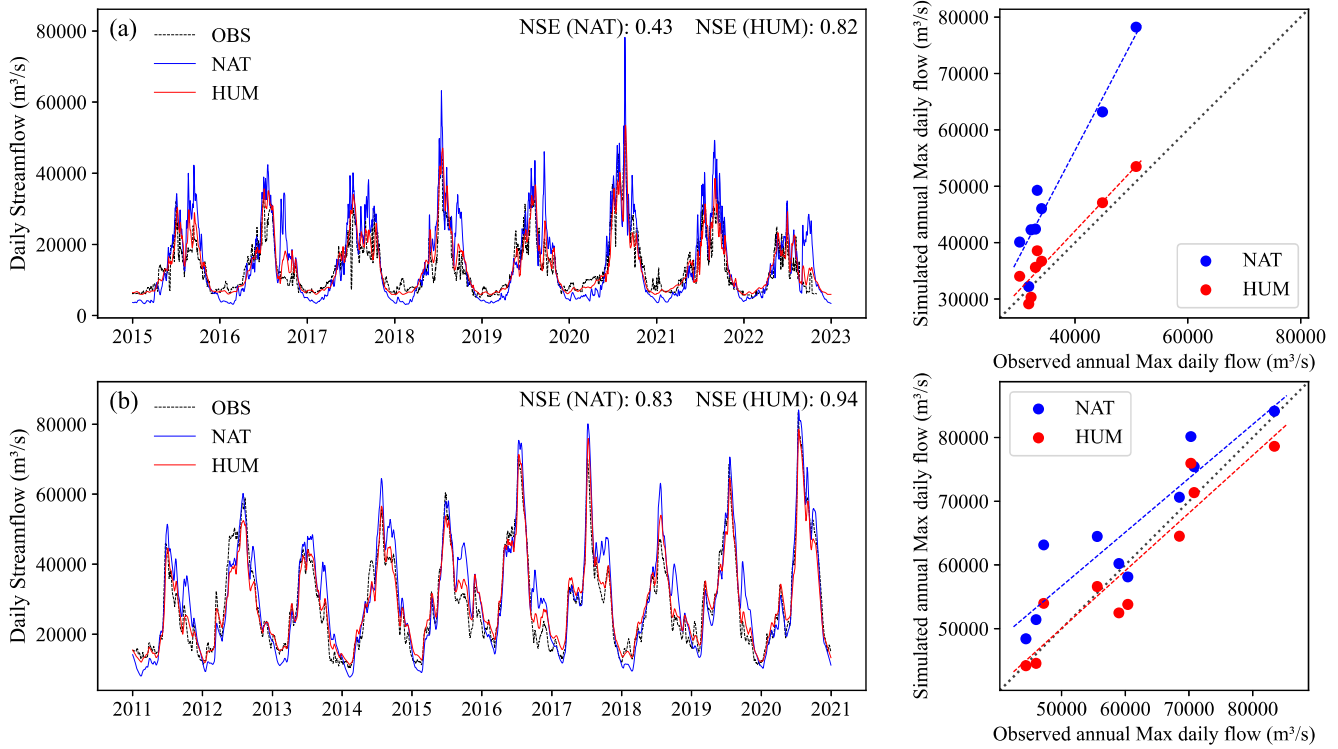 (a)
NSE (NAT): 0.43 NSE (HUM): 0.82
OBS
NAT
HUM
Daily Streamflow (m³/s)
80000
60000
40000
20000
0
2015 2016 2017 2018 2019 2020 2021 2022 2023
Simulated annual Max daily flow (m³/s)
80000
70000
60000
50000
40000
30000
NAT
HUM
40000 60000 80000
Observed annual Max daily flow (m³/s)
(b)
NSE (NAT): 0.83 NSE (HUM): 0.94
OBS
NAT
HUM
Daily Streamflow (m³/s)
80000
60000
40000
20000
2011 2012 2013 2014 2015 2016 2017 2018 2019 2020 2021
Simulated annual Max daily flow (m³/s)
80000
70000
60000
50000
NAT
HUM
50000 60000 70000 80000
Observed annual Max daily flow (m³/s)